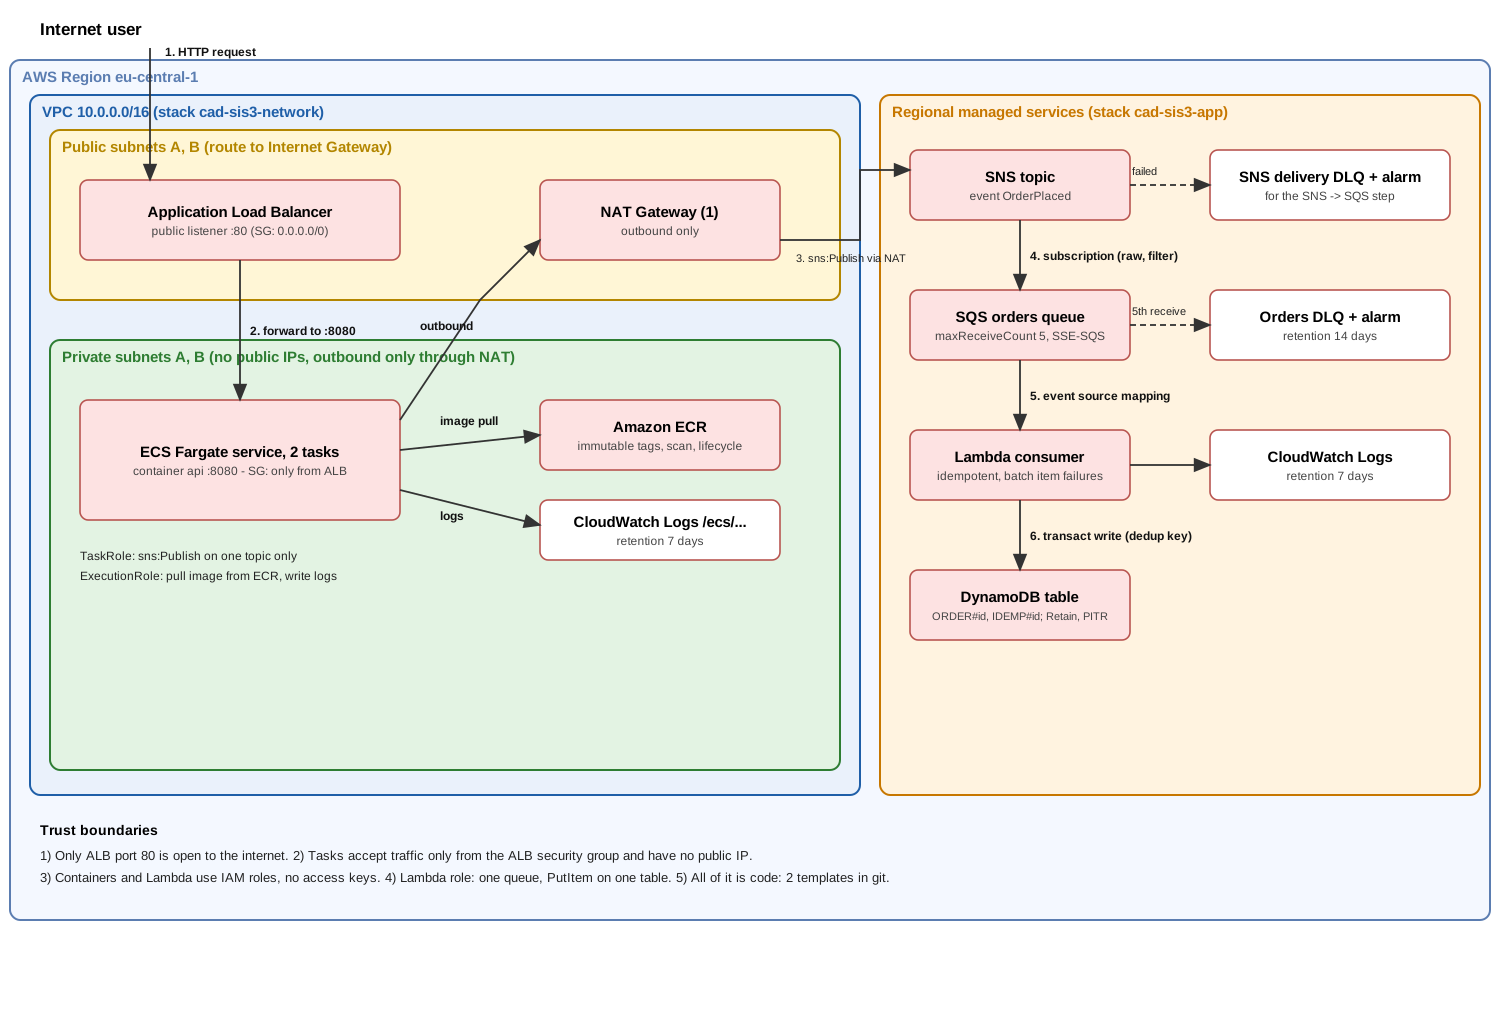 Internet user
1. HTTP request
AWS Region eu-central-1
VPC 10.0.0.0/16 (stack cad-sis3-network)
Public subnets A, B (route to Internet Gateway)
Application Load Balancer
public listener :80 (SG: 0.0.0.0/0)
NAT Gateway (1)
outbound only
3. sns:Publish via NAT
2. forward to :8080
outbound
Private subnets A, B (no public IPs, outbound only through NAT)
ECS Fargate service, 2 tasks
container api :8080 - SG: only from ALB
image pull
Amazon ECR
immutable tags, scan, lifecycle
logs
CloudWatch Logs /ecs/...
retention 7 days
TaskRole: sns:Publish on one topic only
ExecutionRole: pull image from ECR, write logs
Regional managed services (stack cad-sis3-app)
SNS topic
event OrderPlaced
failed
SNS delivery DLQ + alarm
for the SNS -> SQS step
4. subscription (raw, filter)
SQS orders queue
maxReceiveCount 5, SSE-SQS
5th receive
Orders DLQ + alarm
retention 14 days
5. event source mapping
Lambda consumer
idempotent, batch item failures
CloudWatch Logs
retention 7 days
6. transact write (dedup key)
DynamoDB table
ORDER#id, IDEMP#id; Retain, PITR
Trust boundaries
1) Only ALB port 80 is open to the internet. 2) Tasks accept traffic only from the ALB security group and have no public IP.
3) Containers and Lambda use IAM roles, no access keys. 4) Lambda role: one queue, PutItem on one table. 5) All of it is code: 2 templates in git.